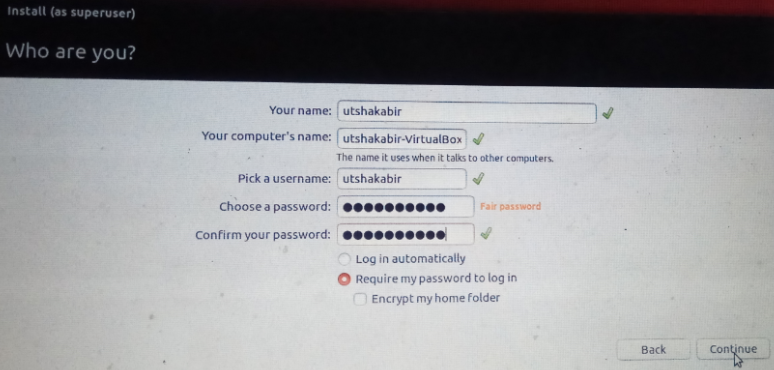 Install (as superuser)
Who are you?
Your name: utshakabir
Your computer's name: utshakabir-VirtualBox
The name it uses when it talks to other computers.
Pick a username: utshakabir
Choose a password: ●●●●●●●●●● Fair password
Confirm your password: ●●●●●●●●●●
Log in automatically
Require my password to log in
Encrypt my home folder
Back Continue